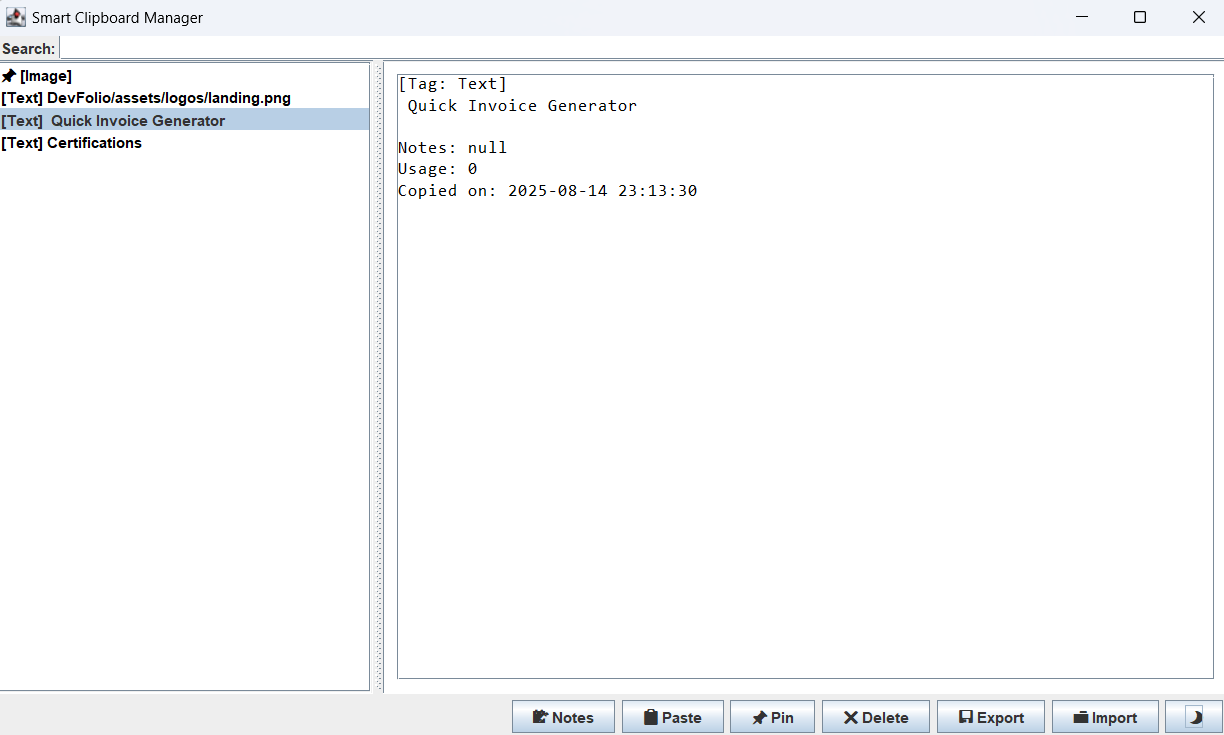 Smart Clipboard Manager
Search:
[Image]
[Text] DevFolio/assets/logos/landing.png
[Text]  Quick Invoice Generator
[Text] Certifications
[Tag: Text]
 Quick Invoice Generator
Notes: null
Usage: 0
Copied on: 2025-08-14 23:13:30
Notes Paste Pin Delete Export Import